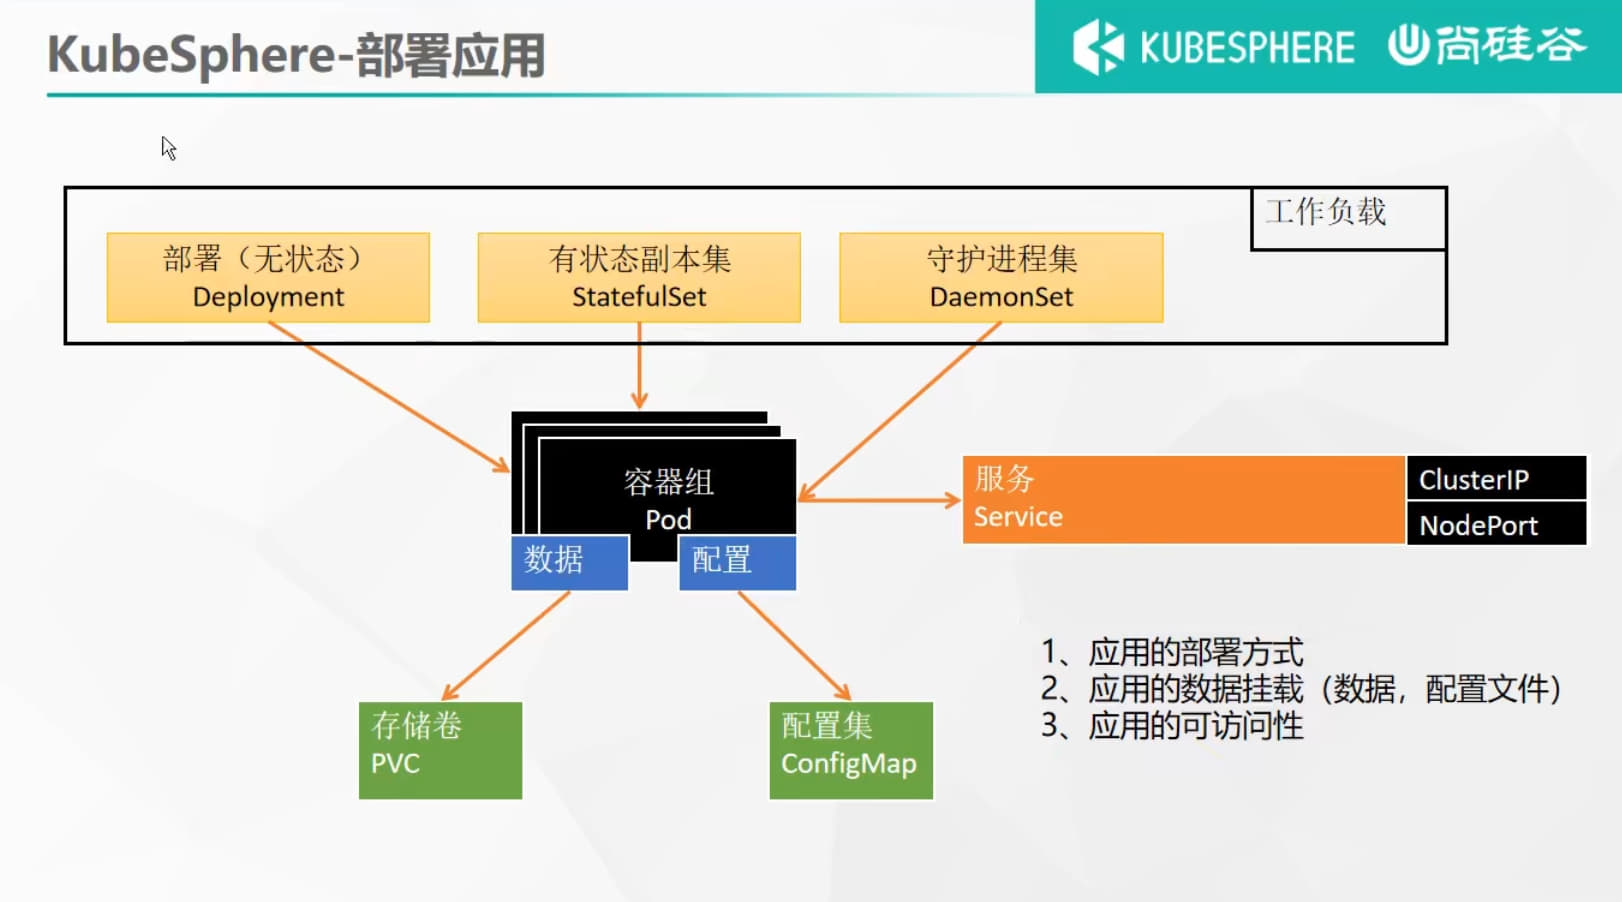 KubeSphere-部署应用
KUBESPHERE
尚硅谷
工作负载
部署（无状态）
Deployment
有状态副本集
StatefulSet
守护进程集
DaemonSet
容器组
Pod
数据
配置
服务
Service
ClusterIP
NodePort
存储卷
PVC
配置集
ConfigMap
1、应用的部署方式
2、应用的数据挂载（数据，配置文件）
3、应用的可访问性